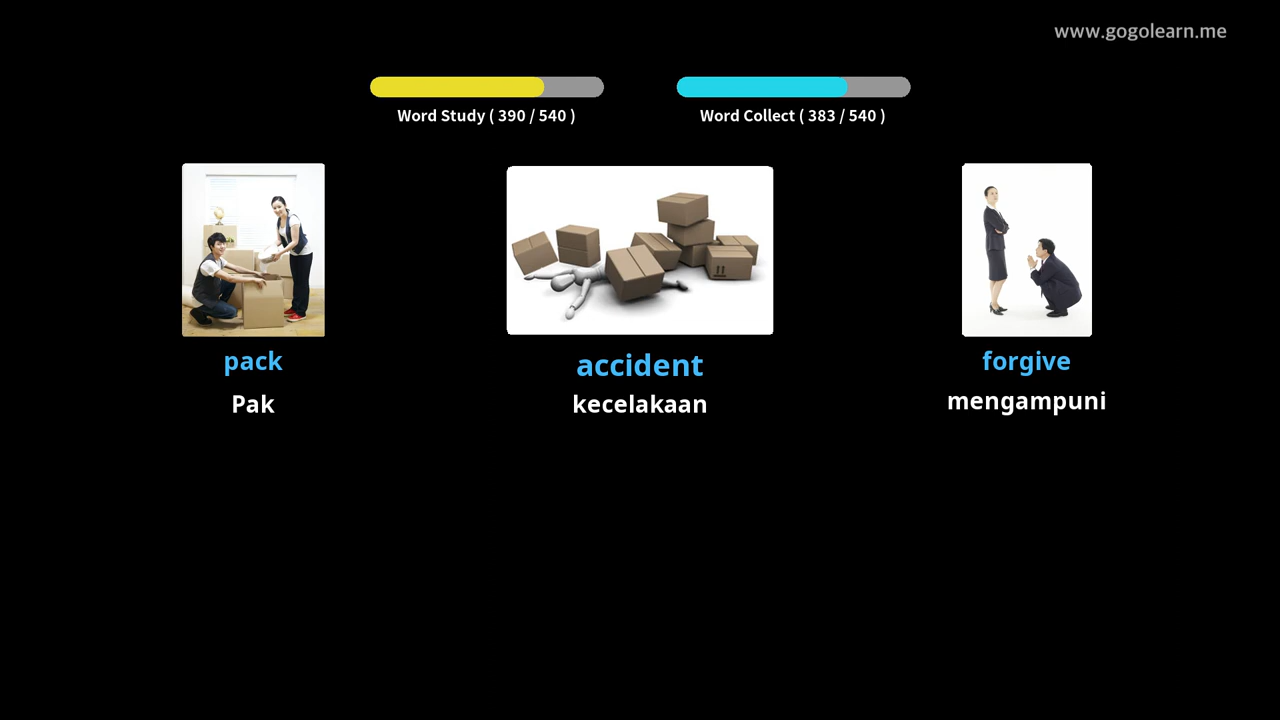 www.gogolearn.me
Word Study ( 390 / 540 )
Word Collect ( 383 / 540 )
pack
Pak
accident
kecelakaan
forgive
mengampuni